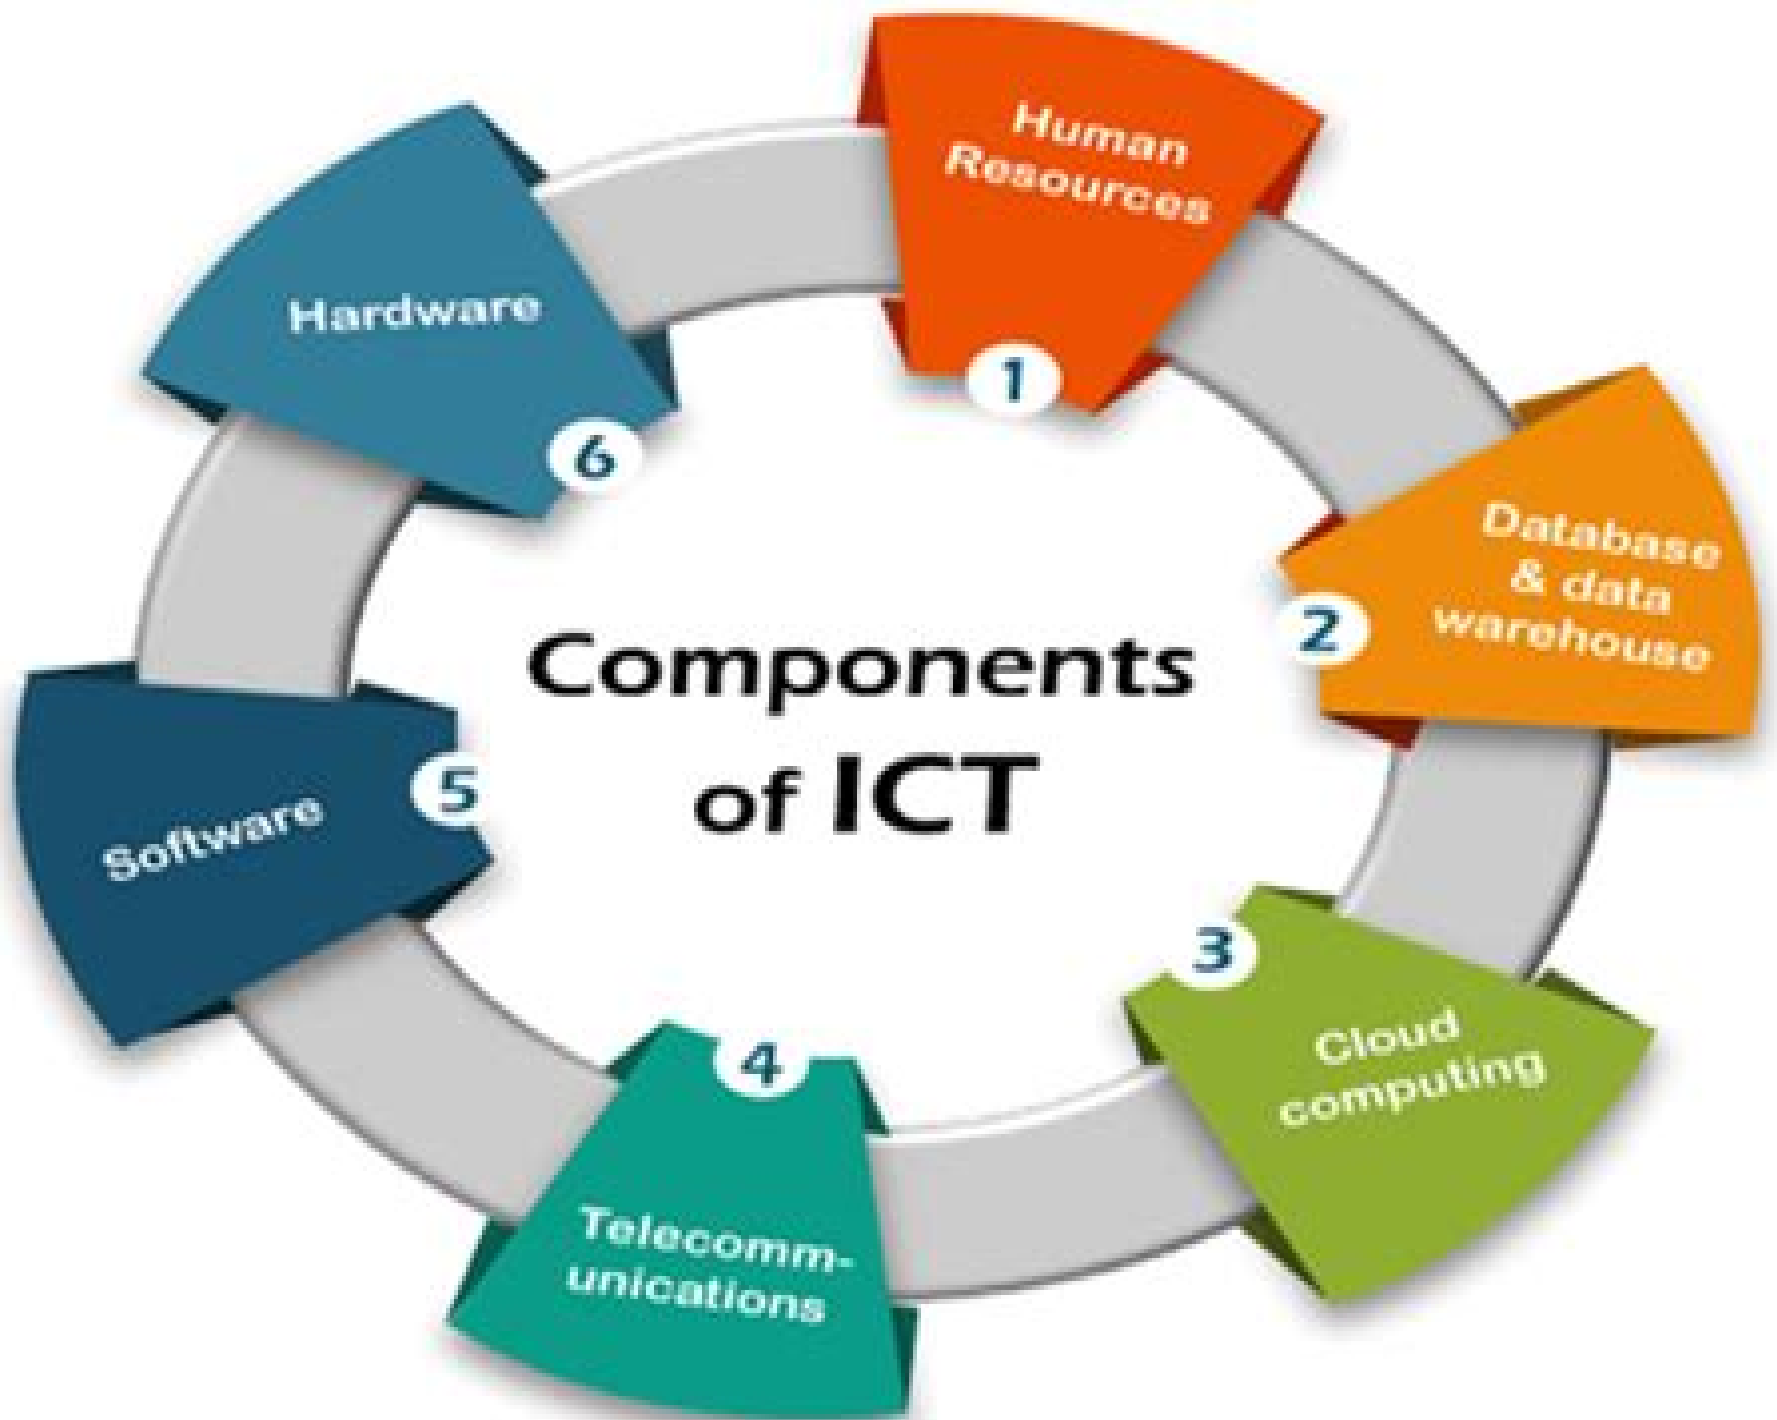 Human
Resources
1
Database
& data
warehouse
2
3
Cloud
computing
4
Telecomm-
unications
5
Software
Hardware
6
Components
of ICT